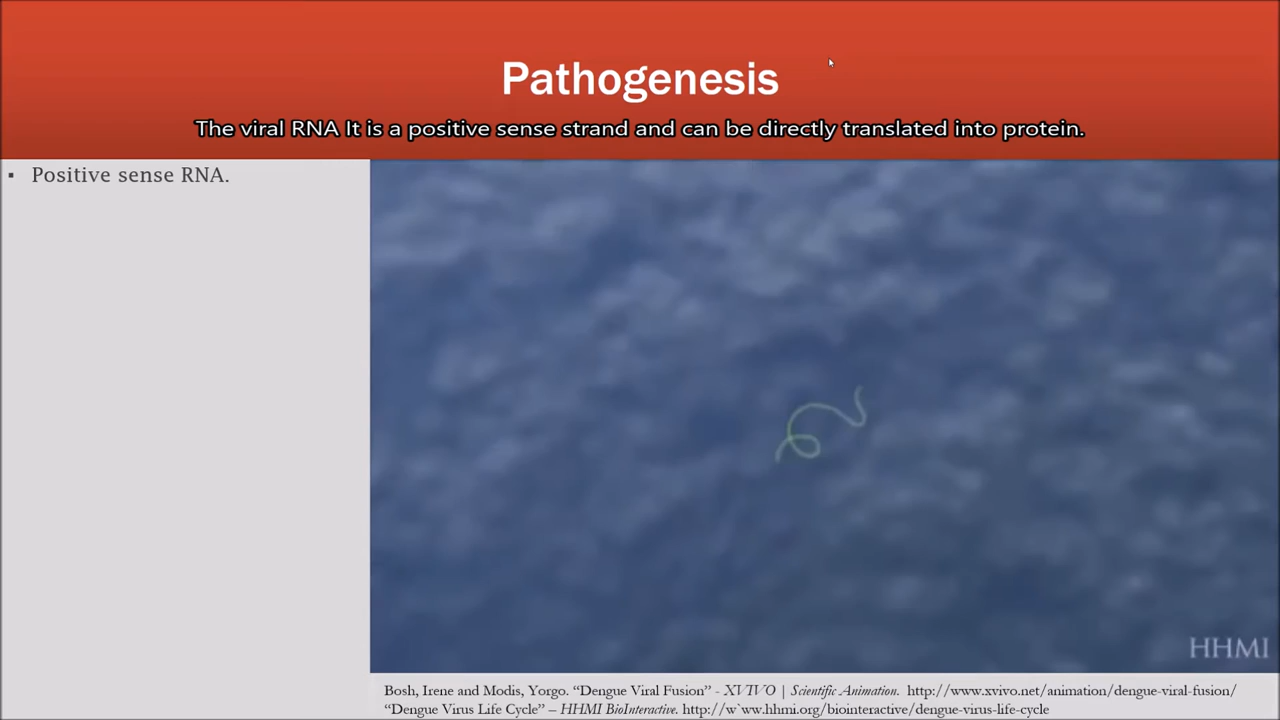 Pathogenesis
The viral RNA It is a positive sense strand and can be directly translated into protein.
▪ Positive sense RNA.
HHMI
Bosh, Irene and Modis, Yorgo. “Dengue Viral Fusion” - XVIVO | Scientific Animation. http://www.xvivo.net/animation/dengue-viral-fusion/
“Dengue Virus Life Cycle” – HHMI BioInteractive. http://w`ww.hhmi.org/biointeractive/dengue-virus-life-cycle